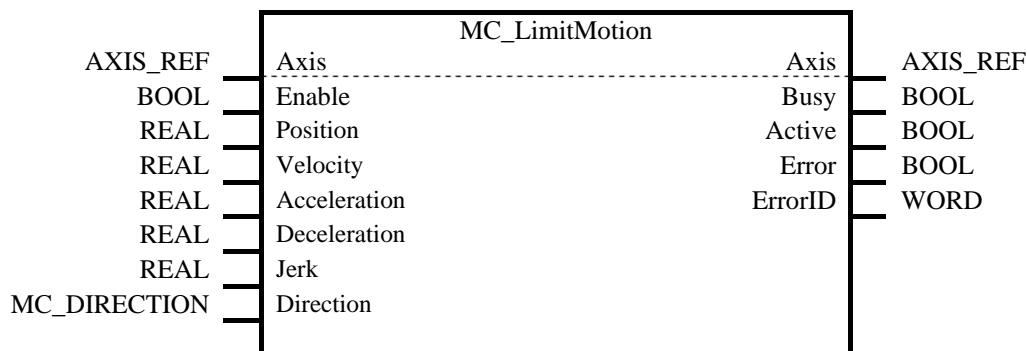 MC_LimitMotion
AXIS_REF Axis Axis AXIS_REF
BOOL Enable Busy BOOL
REAL Position Active BOOL
REAL Velocity Error BOOL
REAL Acceleration ErrorID WORD
REAL Deceleration
REAL Jerk
MC_DIRECTION Direction